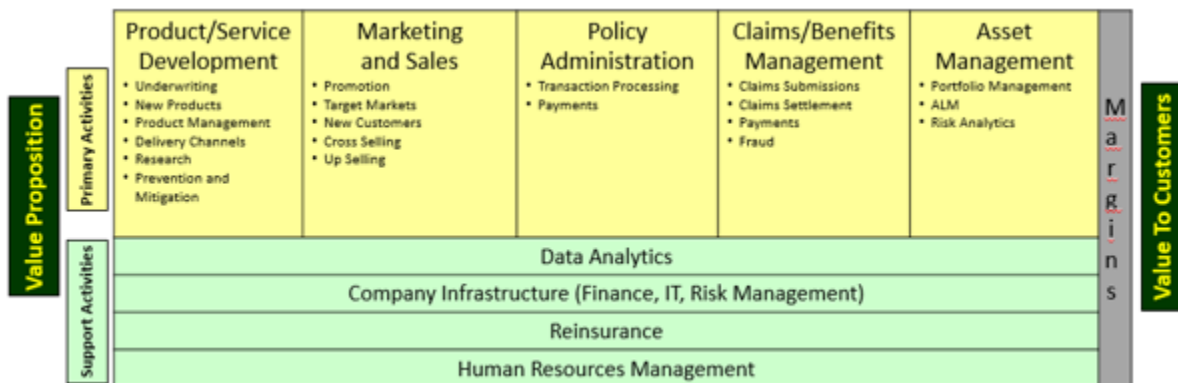 Value Proposition
Primary Activities
Support Activities
Product/Service
Development
• Underwriting
• New Products
• Product Management
• Delivery Channels
• Research
• Prevention and
Mitigation
Marketing
and Sales
• Promotion
• Target Markets
• New Customers
• Cross Selling
• Up Selling
Policy
Administration
• Transaction Processing
• Payments
Claims/Benefits
Management
• Claims Submissions
• Claims Settlement
• Payments
• Fraud
Asset
Management
• Portfolio Management
• ALM
• Risk Analytics
Data Analytics
Company Infrastructure (Finance, IT, Risk Management)
Reinsurance
Human Resources Management
Margins
Value To Customers